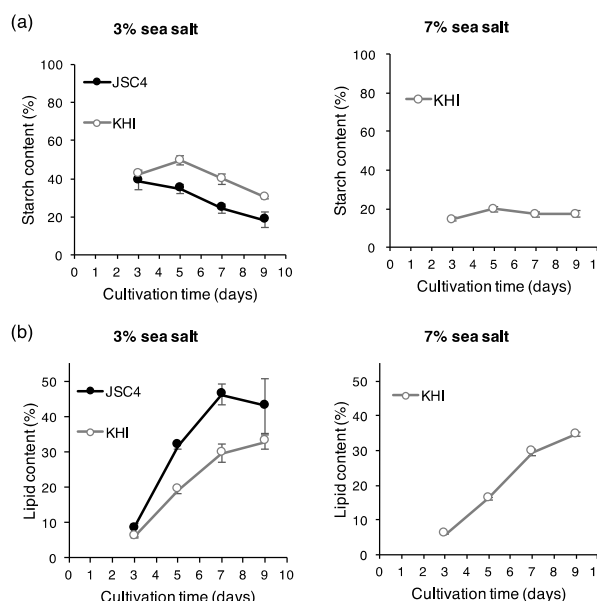 (a)
3% sea salt
7% sea salt
Starch content (%)
100
80
60
40
20
0
JSC4
KHI
0 1 2 3 4 5 6 7 8 9 10
Cultivation time (days)
Starch content (%)
100
80
60
40
20
0
KHI
0 1 2 3 4 5 6 7 8 9 1
Cultivation time (days)
(b)
3% sea salt
7% sea salt
Lipid content (%)
50
40
30
20
10
0
JSC4
KHI
0 1 2 3 4 5 6 7 8 9 10
Cultivation time (days)
Lipid content (%)
50
40
30
20
10
0
KHI
0 1 2 3 4 5 6 7 8 9 1
Cultivation time (days)